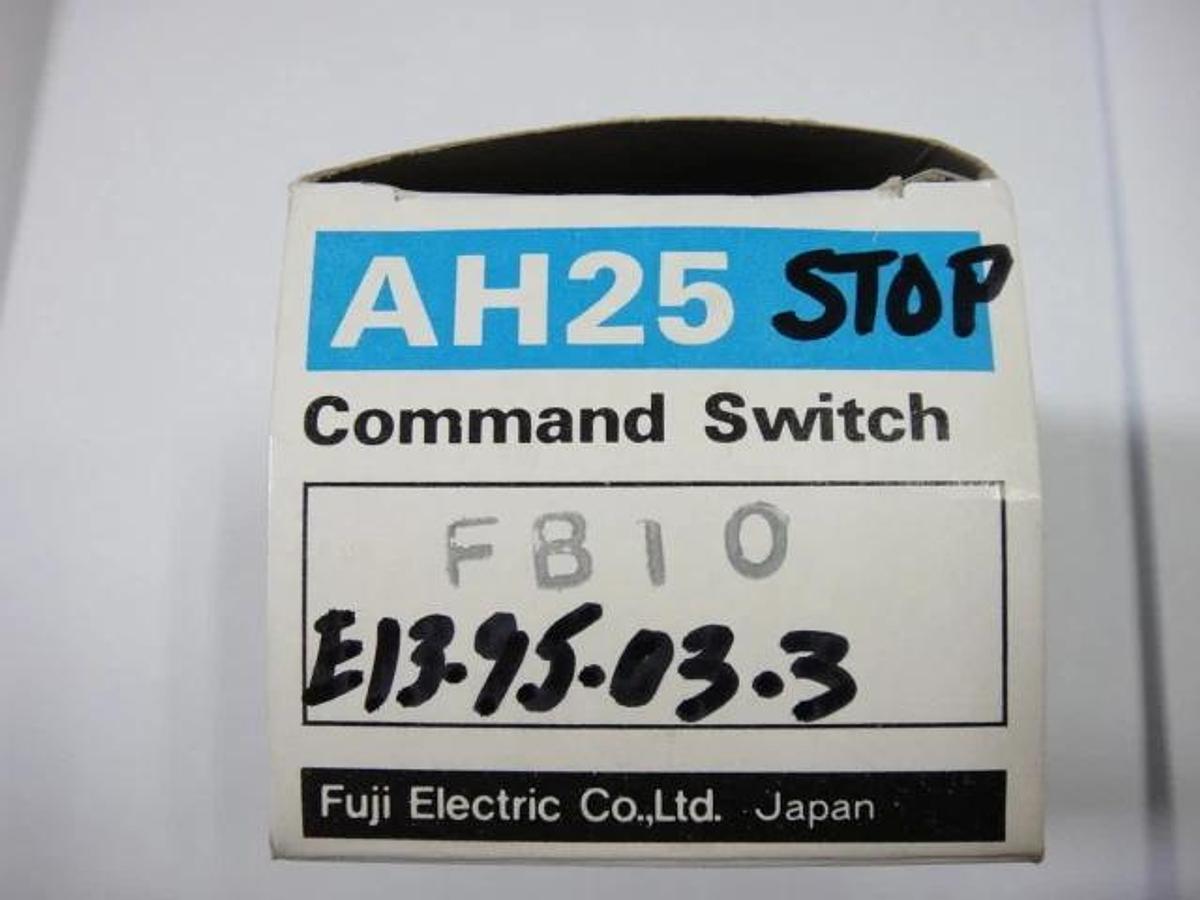 AH25 STOP
Command Switch
FB10
E13.95.03.3
Fuji Electric Co.,Ltd. Japan